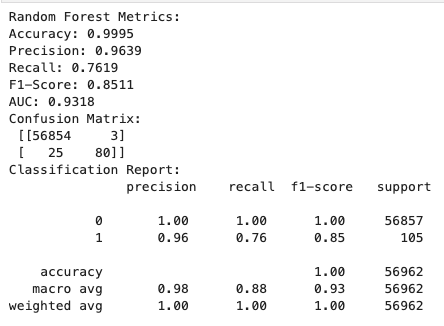 Random Forest Metrics:
Accuracy: 0.9995
Precision: 0.9639
Recall: 0.7619
F1-Score: 0.8511
AUC: 0.9318
Confusion Matrix:
[[56854 3]
[ 25 80]]
Classification Report:
precision recall f1-score support
0 1.00 1.00 1.00 56857
1 0.96 0.76 0.85 105
accuracy 1.00 56962
macro avg 0.98 0.88 0.93 56962
weighted avg 1.00 1.00 1.00 56962